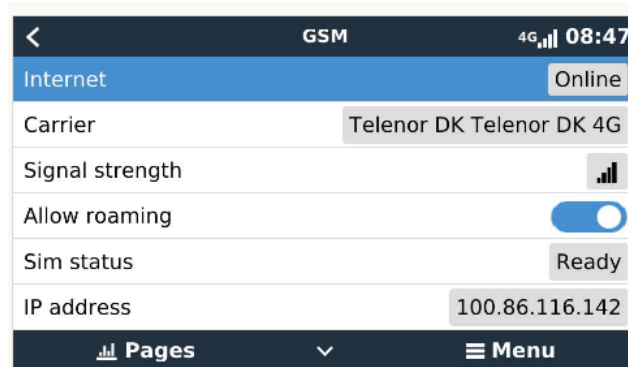 GSM 4G 08:47
Internet Online
Carrier Telenor DK Telenor DK 4G
Signal strength
Allow roaming
Sim status Ready
IP address 100.86.116.142
Pages Menu